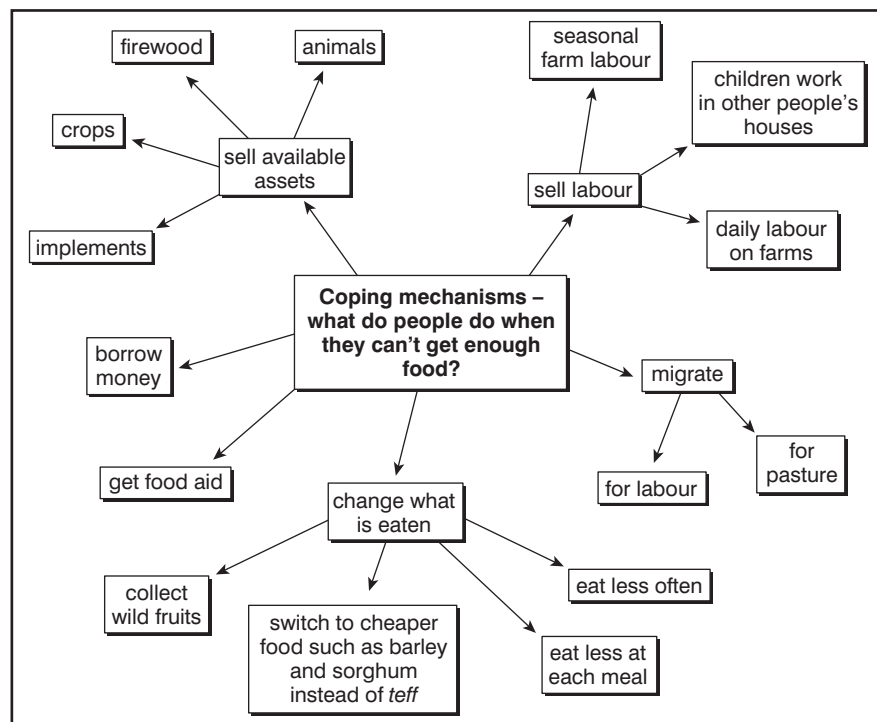 firewood
animals
crops
sell available
assets
implements
seasonal
farm labour
children work
in other people’s
houses
sell labour
daily labour
on farms
Coping mechanisms –
what do people do when
they can’t get enough
food?
borrow
money
get food aid
migrate
for labour
for
pasture
change what
is eaten
collect
wild fruits
switch to cheaper
food such as barley
and sorghum
instead of teff
eat less at
each meal
eat less often